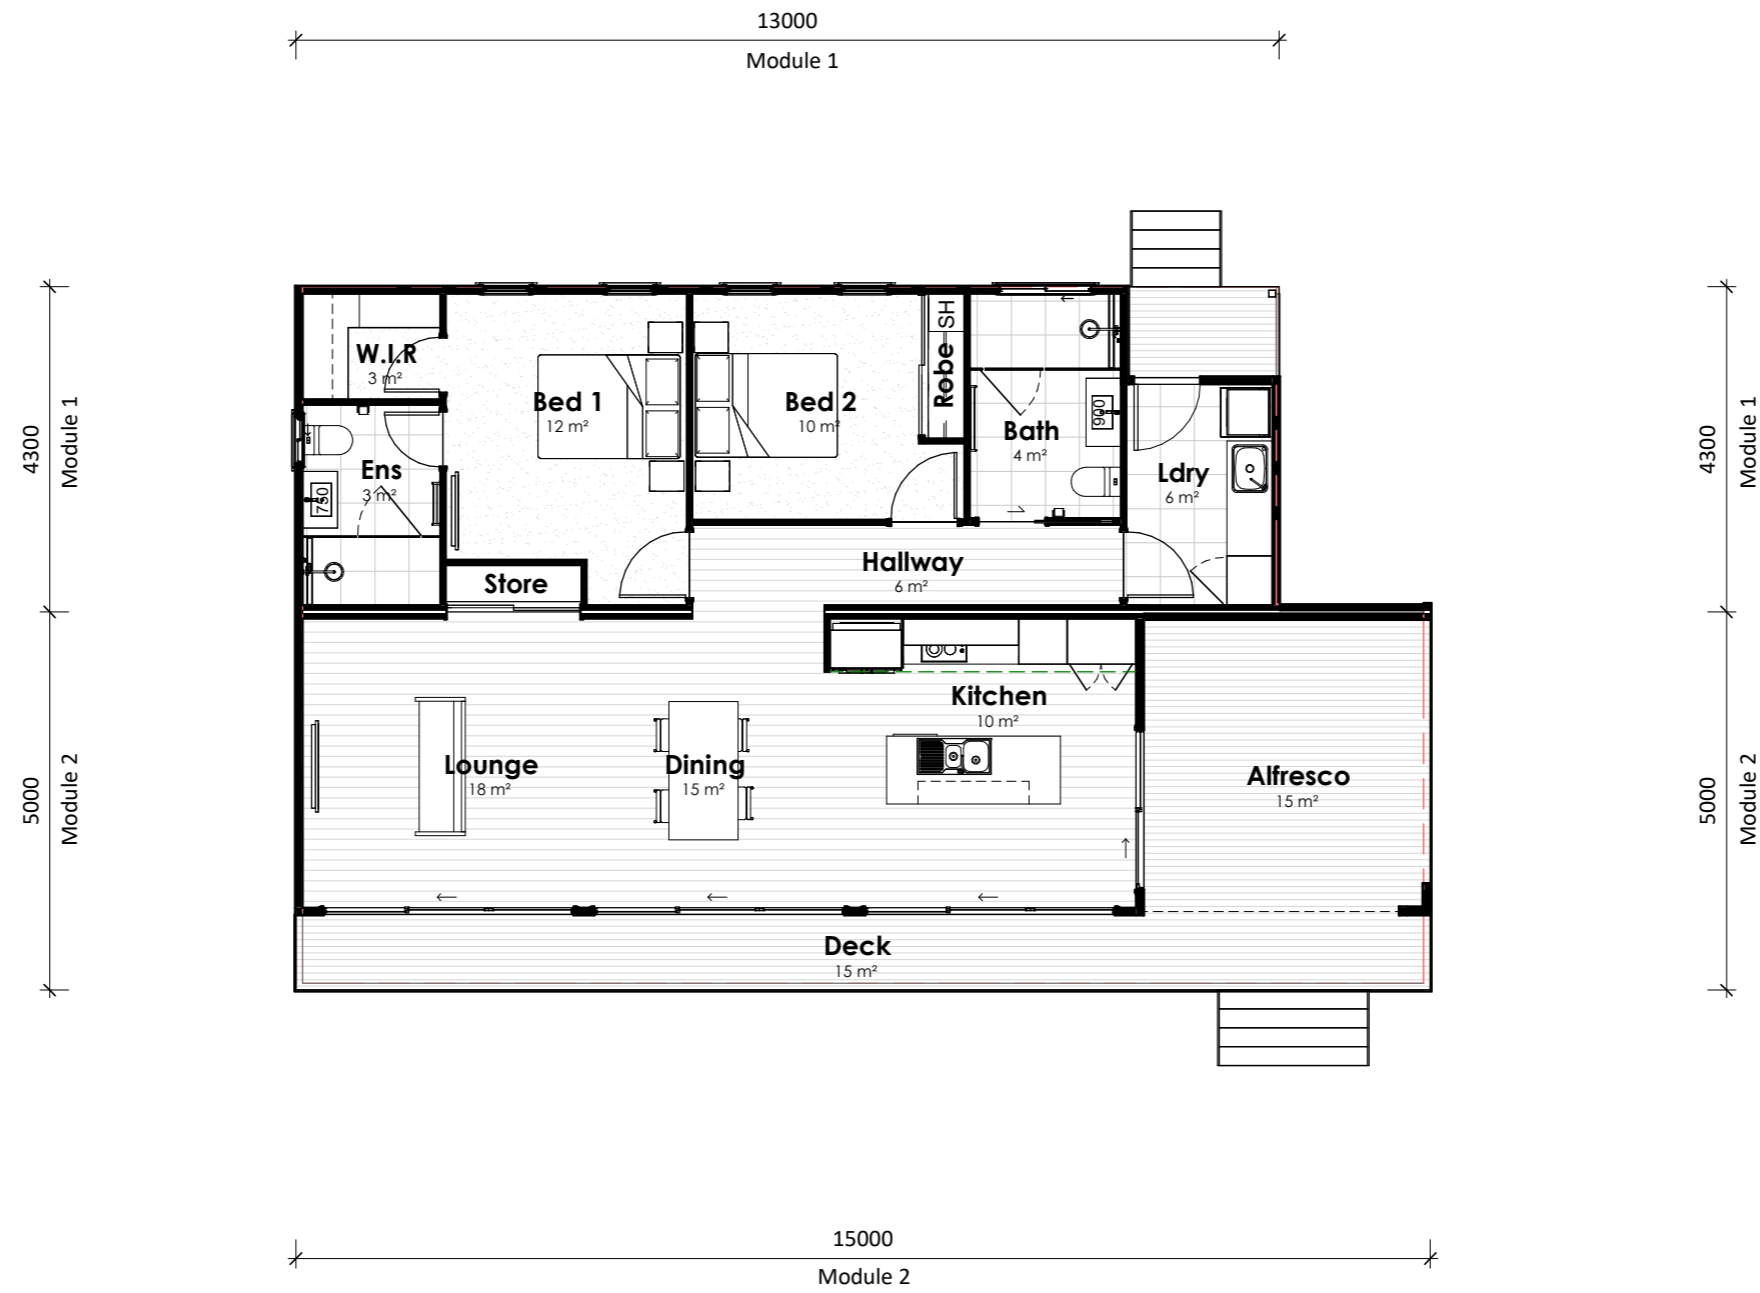 13000
Module 1
4300
Module 1
4300
Module 1
W.I.R
3 m²
Bed 1
12 m²
Bed 2
10 m²
Robe
SH
Bath
4 m²
900
Ens
3 m²
750
Ldry
6 m²
Store
Hallway
6 m²
5000
Module 2
5000
Module 2
Kitchen
10 m²
Lounge
18 m²
Dining
15 m²
Alfresco
15 m²
Deck
15 m²
15000
Module 2